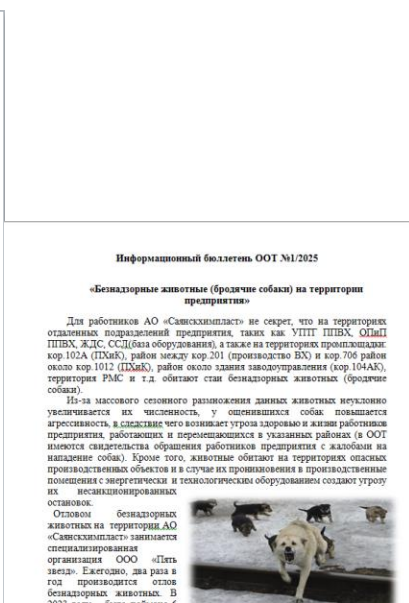 Информационный бюллетень ООТ №1/2025
«Безнадзорные животные (бродячие собаки) на территории
предприятия»
Для работников АО «Саянскхимпласт» не секрет, что на территориях
отдаленных подразделений предприятия, таких как УПТГ ППВХ, ОПиП
ППВХ, ЖДС, ССД(база оборудования), а также на территориях промплощадки
кор.102А (ПХиК), район между кор.201 (производство ВХ) и кор.706 район
около кор.1012 (ПХиК), район около здания заводоуправления (кор.104АК),
территория РМС и т.д. обитают стаи безнадзорных животных (бродячие
собаки).
Из-за массового сезонного размножения данных животных неуклонно
увеличивается их численность, у ощенившихся собак повышается
агрессивность, в следствие чего возникает угроза здоровью и жизни работников
предприятия, работающих и перемещающихся в указанных районах (в ООТ
имеются свидетельства обращения работников предприятия с жалобами на
нападение собак). Кроме того, животные обитают на территориях опасных
производственных объектов и в случае их проникновения в производственные
помещения с энергетически и технологическим оборудованием создают угрозу
их несанкционированных
остановок.
Отловом безнадзорных
животных на территории АО
«Саянскхимпласт» занимается
специализированная
организация ООО «Пять
звезд». Ежегодно, два раза в
год производится отлов
безнадзорных животных. В